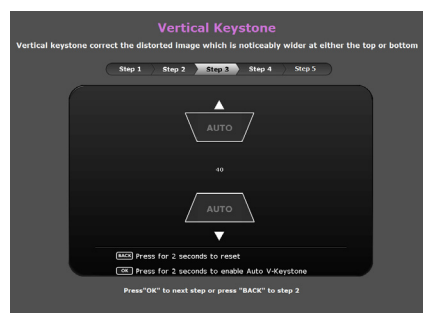 Vertical Keystone
Vertical keystone correct the distorted image which is noticeably wider at either the top or bottom
Step 1 Step 2 Step 3 Step 4 Step 5
AUTO
40
AUTO
BACK Press for 2 seconds to reset
OK Press for 2 seconds to enable Auto V-Keystone
Press"OK" to next step or press "BACK" to step 2